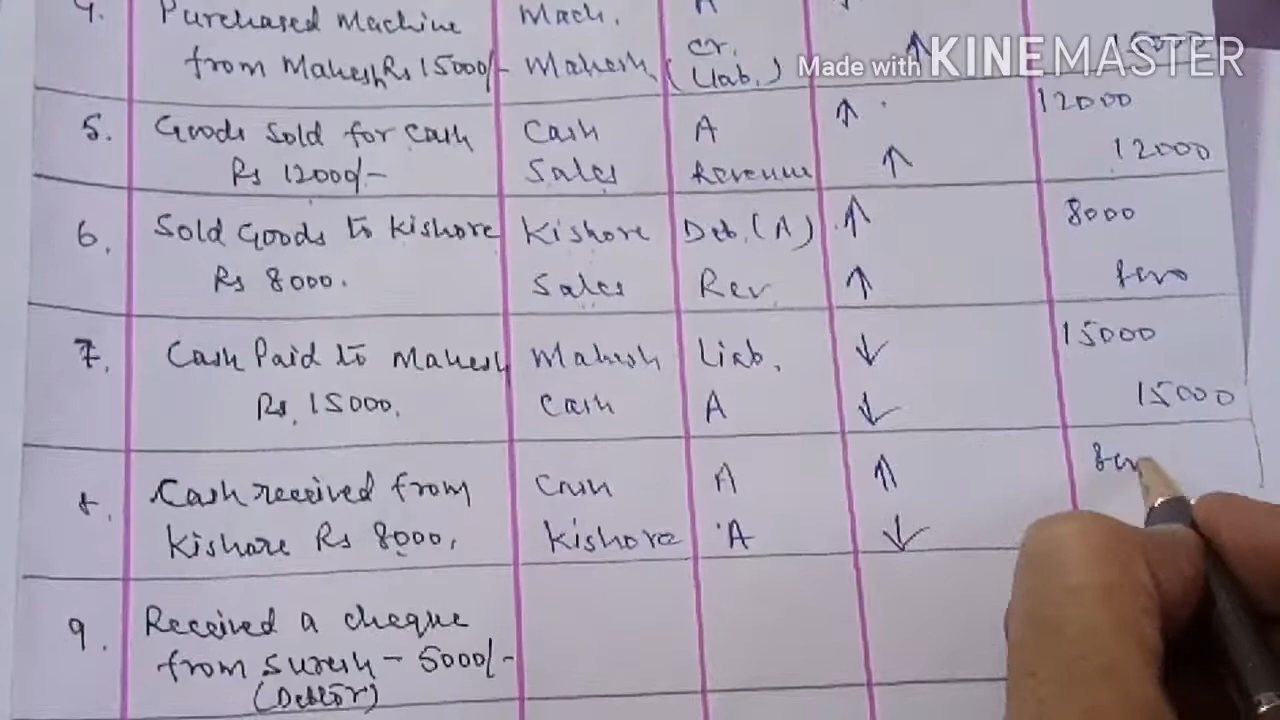 4. Purchased Machine Mach. A
from Mahesh Rs 15000/- Mahesh cr. (Liab.) ↑ 15000
Made with KINEMASTER
5. Goods sold for cash Cash A ↑ 12000
Rs 12000/- Sales Revenue ↑ 12000
6. Sold Goods to Kishore Kishore Deb. (A) ↑ 8000
Rs 8000. Sales Rev. ↑ 8000
7. Cash Paid to Mahesh Mahesh Liab. ↓ 15000
Rs. 15000. Cash A ↓ 15000
8. Cash received from Cash A ↑
Kishore Rs 8000. Kishore A ↓
9. Received a cheque
from Suresh - 5000/-
(Debtor)